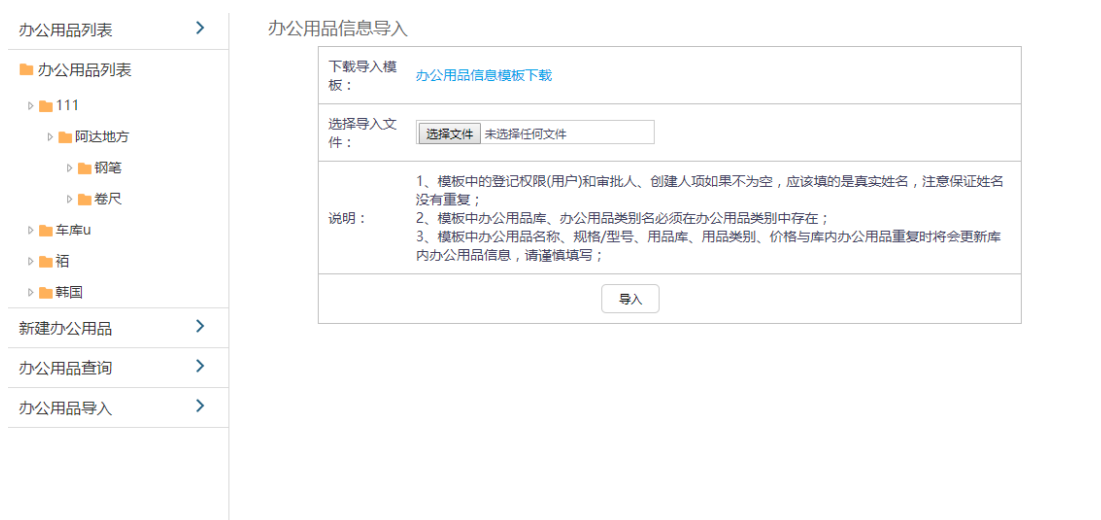 办公用品列表
办公用品列表
111
阿达地方
钢笔
卷尺
车库u
袹
韩国
新建办公用品
办公用品查询
办公用品导入
办公用品信息导入
下载导入模
板：
办公用品信息模板下载
选择导入文
件：
选择文件 未选择任何文件
说明：
1、模板中的登记权限(用户)和审批人、创建人项如果不为空，应该填的是真实姓名，注意保证姓名
没有重复；
2、模板中办公用品库、办公用品类别名必须在办公用品类别中存在；
3、模板中办公用品名称、规格/型号、用品库、用品类别、价格与库内办公用品重复时将会更新库
内办公用品信息，请谨慎填写；
导入